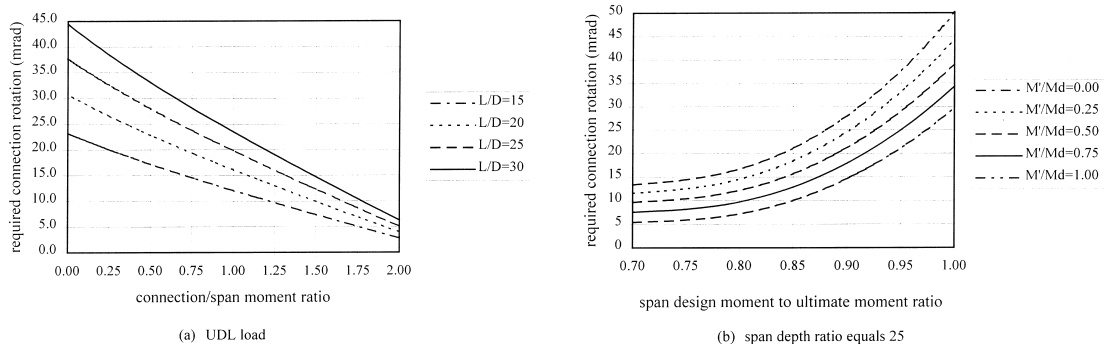 required connection rotation (mrad)
45.0
40.0
35.0
30.0
25.0
20.0
15.0
10.0
5.0
0.0
0.00 0.25 0.50 0.75 1.00 1.25 1.50 1.75 2.00
connection/span moment ratio
L/D=15
L/D=20
L/D=25
L/D=30
(a) UDL load
required connection rotation (mrad)
50
45
40
35
30
25
20
15
10
5
0
0.70 0.75 0.80 0.85 0.90 0.95 1.00
span design moment to ultimate moment ratio
M'/Md=0.00
M'/Md=0.25
M'/Md=0.50
M'/Md=0.75
M'/Md=1.00
(b) span depth ratio equals 25